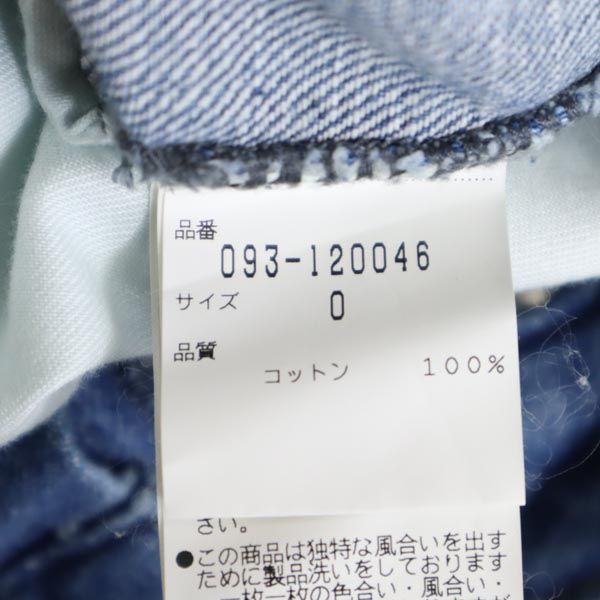 品番
093-120046
サイズ 0
品質
コットン 100%
さい。
●この商品は独特な風合いを出す
ために製品洗いをしております
一枚一枚の色合い・風合い・